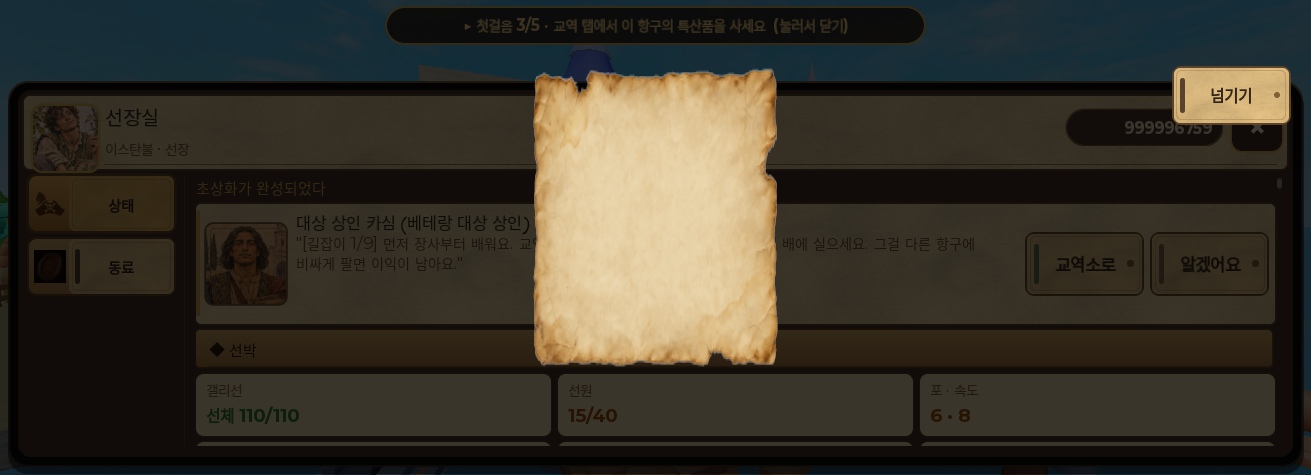 ▸ 첫걸음 3/5 · 교역 탭에서 이 항구의 특산품을 사세요 (눌러서 닫기)
넘기기
선장실
999996759
×
이스탄불 · 선장
상태
동료
초상화가 완성되었다
대상 상인 카심 (베테랑 대상 상인)
"[길잡이 1/9] 먼저 장사부터 배워요. 배에 실으세요. 그걸 다른 항구에
비싸게 팔면 이익이 남아요."
교역소로
알겠어요
◆ 선박
갤리선
선체 110/110
선원
15/40
포 · 속도
6 · 8